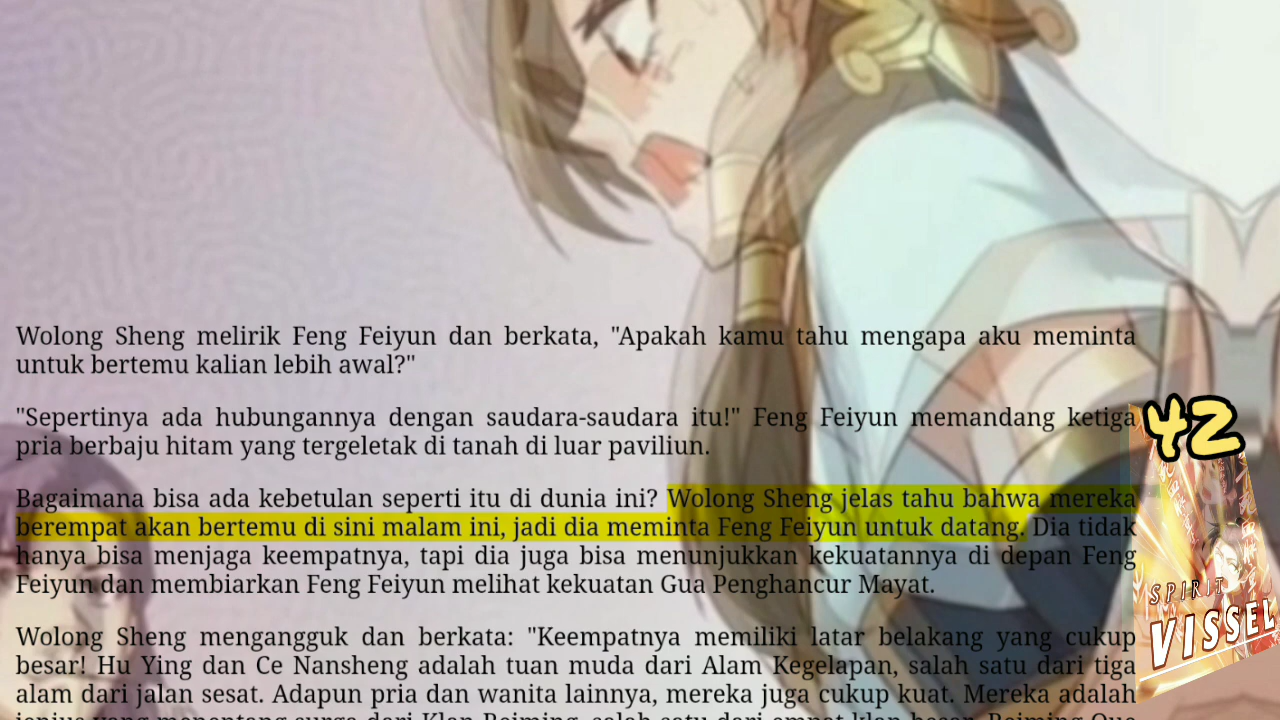 Wolong Sheng melirik Feng Feiyun dan berkata, "Apakah kamu tahu mengapa aku meminta
untuk bertemu kalian lebih awal?"
"Sepertinya ada hubungannya dengan saudara-saudara itu!" Feng Feiyun memandang ketiga
pria berbaju hitam yang tergeletak di tanah di luar paviliun.
Bagaimana bisa ada kebetulan seperti itu di dunia ini? Wolong Sheng jelas tahu bahwa mereka
berempat akan bertemu di sini malam ini, jadi dia meminta Feng Feiyun untuk datang. Dia tidak
hanya bisa menjaga keempatnya, tapi dia juga bisa menunjukkan kekuatannya di depan Feng
Feiyun dan membiarkan Feng Feiyun melihat kekuatan Gua Penghancur Mayat.
Wolong Sheng mengangguk dan berkata: "Keempatnya memiliki latar belakang yang cukup
besar! Hu Ying dan Ce Nansheng adalah tuan muda dari Alam Kegelapan, salah satu dari tiga
alam dari jalan sesat. Adapun pria dan wanita lainnya, mereka juga cukup kuat. Mereka adalah
42
SPIRIT
VISSEL